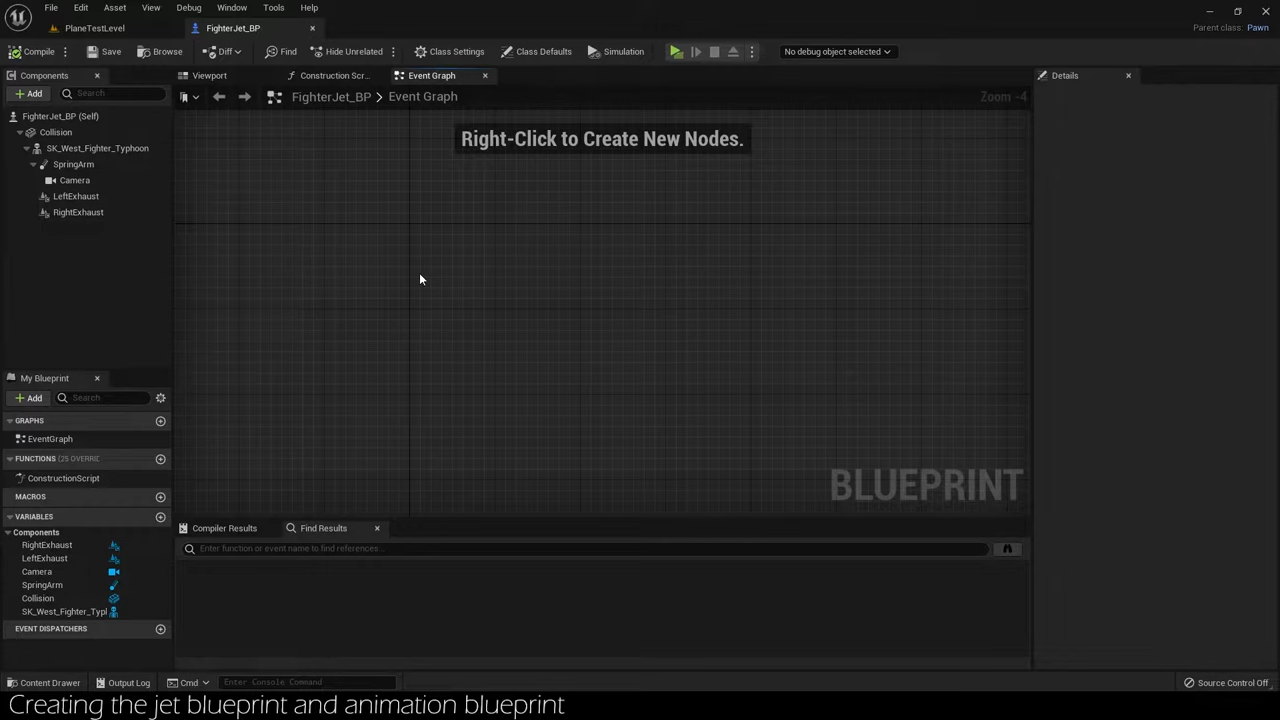 File Edit Asset View Debug Window Tools Help
PlaneTestLevel
FighterJet_BP
Parent class: Pawn
Compile
Save
Browse
Diff
Find
Hide Unrelated
Class Settings
Class Defaults
Simulation
No debug object selected
Components
Viewport
Construction Scr...
Event Graph
Details
Add
Search
FighterJet_BP > Event Graph
Zoom -4
FighterJet_BP (Self)
Collision
SK_West_Fighter_Typhoon
SpringArm
Camera
LeftExhaust
RightExhaust
Right-Click to Create New Nodes.
My Blueprint
Add
Search
GRAPHS
EventGraph
FUNCTIONS (25 OVERRI
ConstructionScript
MACROS
VARIABLES
Components
RightExhaust
LeftExhaust
Camera
SpringArm
Collision
SK_West_Fighter_Typl
EVENT DISPATCHERS
BLUEPRINT
Compiler Results
Find Results
Enter function or event name to find references...
Content Drawer
Output Log
Cmd
Enter Console Command
Source Control Off
Creating the jet blueprint and animation blueprint